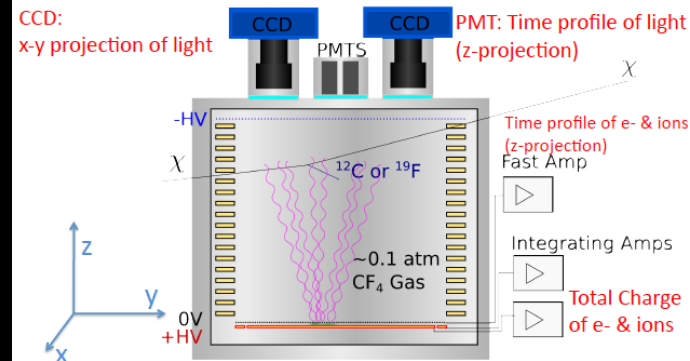 CCD:
x-y projection of light
CCD
CCD
PMTS
PMT: Time profile of light
(z-projection)
χ
-HV
Time profile of e- & ions
(z-projection)
Fast Amp
χ
¹²C or ¹⁹F
z
y
x
~0.1 atm
CF₄ Gas
Integrating Amps
0V
+HV
Total Charge
of e- & ions